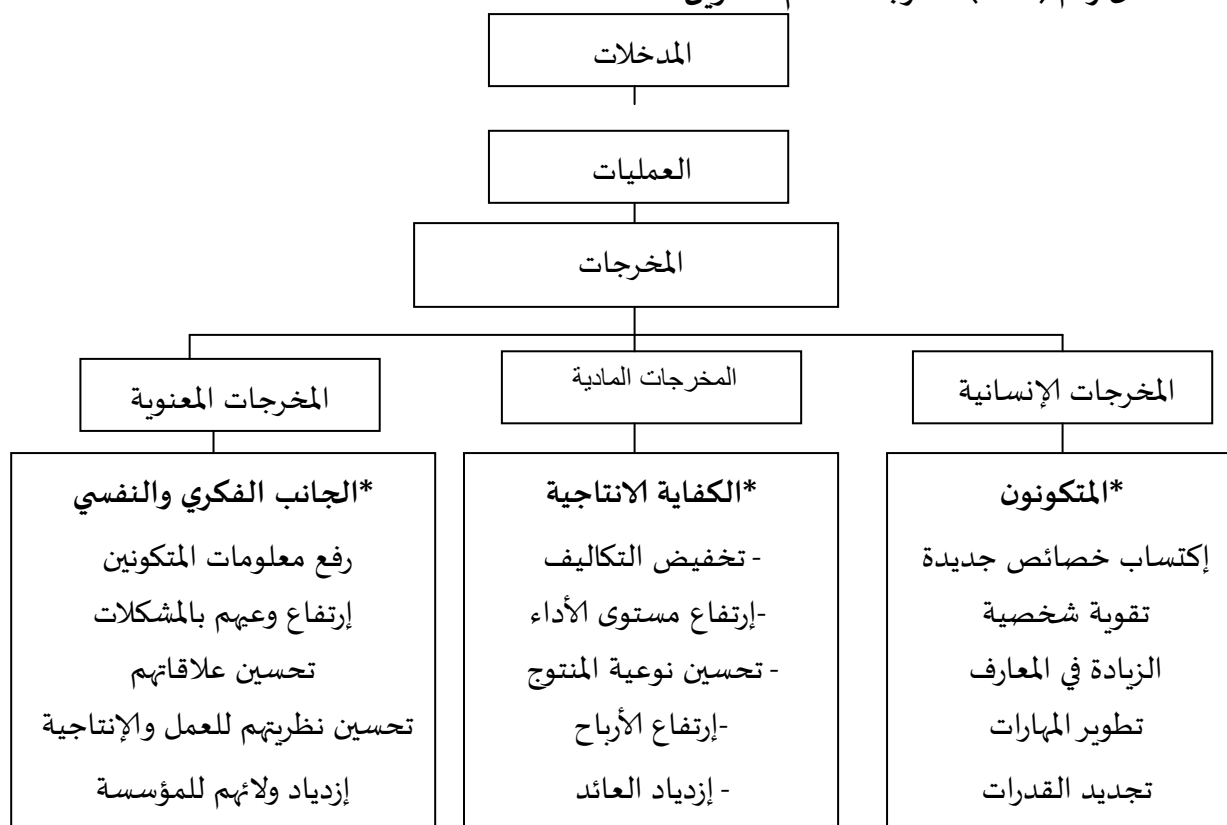 المدخلات
العمليات
المخرجات
المخرجات الإنسانية
المخرجات المادية
المخرجات المعنوية
*المتكونون
إكتساب خصائص جديدة
تقوية شخصية
الزيادة في المعارف
تطوير المهارات
تجديد القدرات
*الكفاية الانتاجية
- تخفيض التكاليف
-إرتفاع مستوى الأداء
- تحسين نوعية المنتوج
-إرتفاع الأرباح
- إزدياد العائد
*الجانب الفكري والنفسي
رفع معلومات المتكونين
إرتفاع وعيهم بالمشكلات
تحسين علاقاتهم
تحسين نظريتهم للعمل والإنتاجية
إزدياد ولائهم للمؤسسة